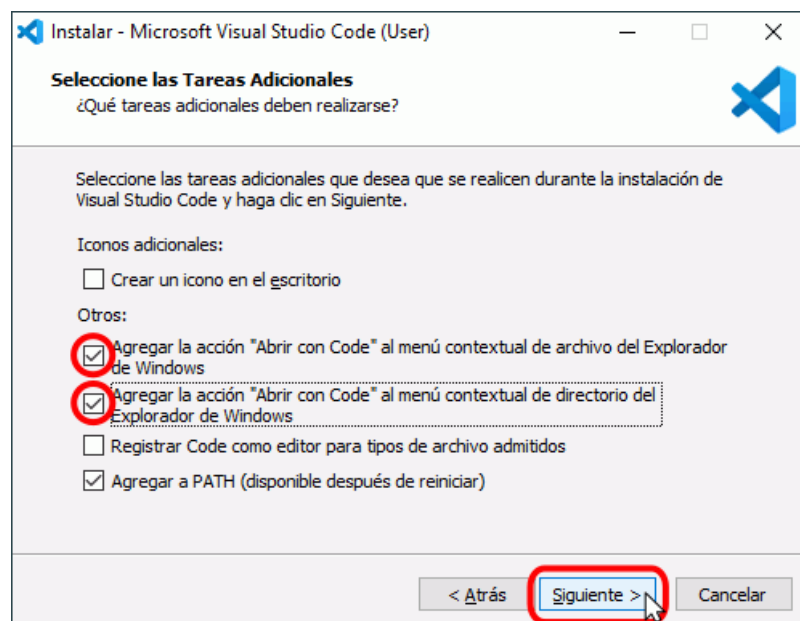 Instalar - Microsoft Visual Studio Code (User)
Seleccione las Tareas Adicionales
¿Qué tareas adicionales deben realizarse?
Seleccione las tareas adicionales que desea que se realicen durante la instalación de
Visual Studio Code y haga clic en Siguiente.
Iconos adicionales:
Crear un icono en el escritorio
Otros:
Agregar la acción "Abrir con Code" al menú contextual de archivo del Explorador
de Windows
Agregar la acción "Abrir con Code" al menú contextual de directorio del
Explorador de Windows
Registrar Code como editor para tipos de archivo admitidos
Agregar a PATH (disponible después de reiniciar)
< Atrás Siguiente > Cancelar